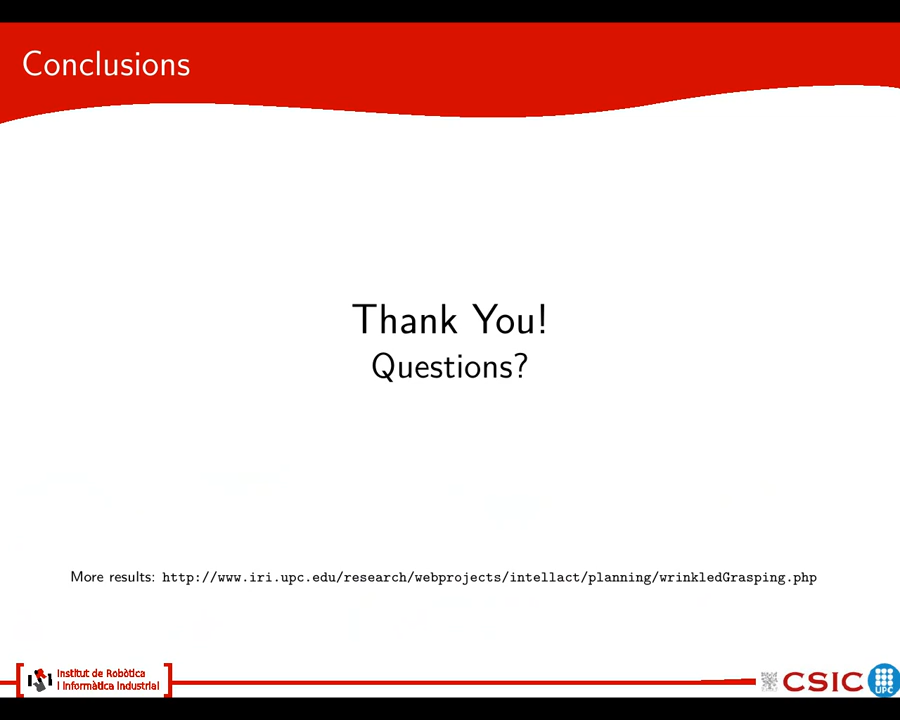 Conclusions
Thank You!
Questions?
More results: http://www.iri.upc.edu/research/webprojects/intellact/planning/wrinkledGrasping.php
Institut de Robòtica
i Informàtica Industrial
CSIC
UPC